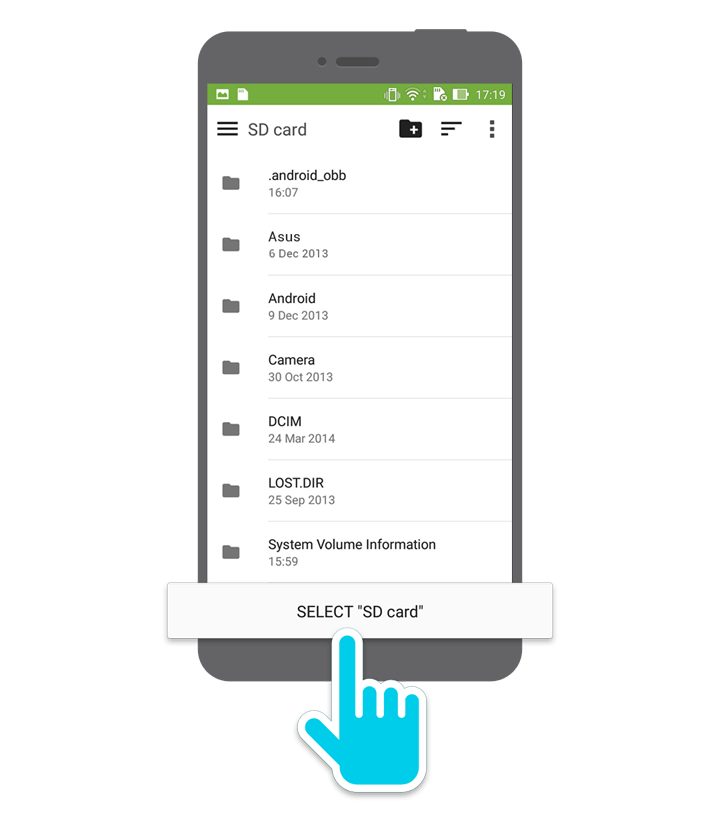 17:19
SD card
.android_obb
16:07
Asus
6 Dec 2013
Android
9 Dec 2013
Camera
30 Oct 2013
DCIM
24 Mar 2014
LOST.DIR
25 Sep 2013
System Volume Information
15:59
SELECT "SD card"